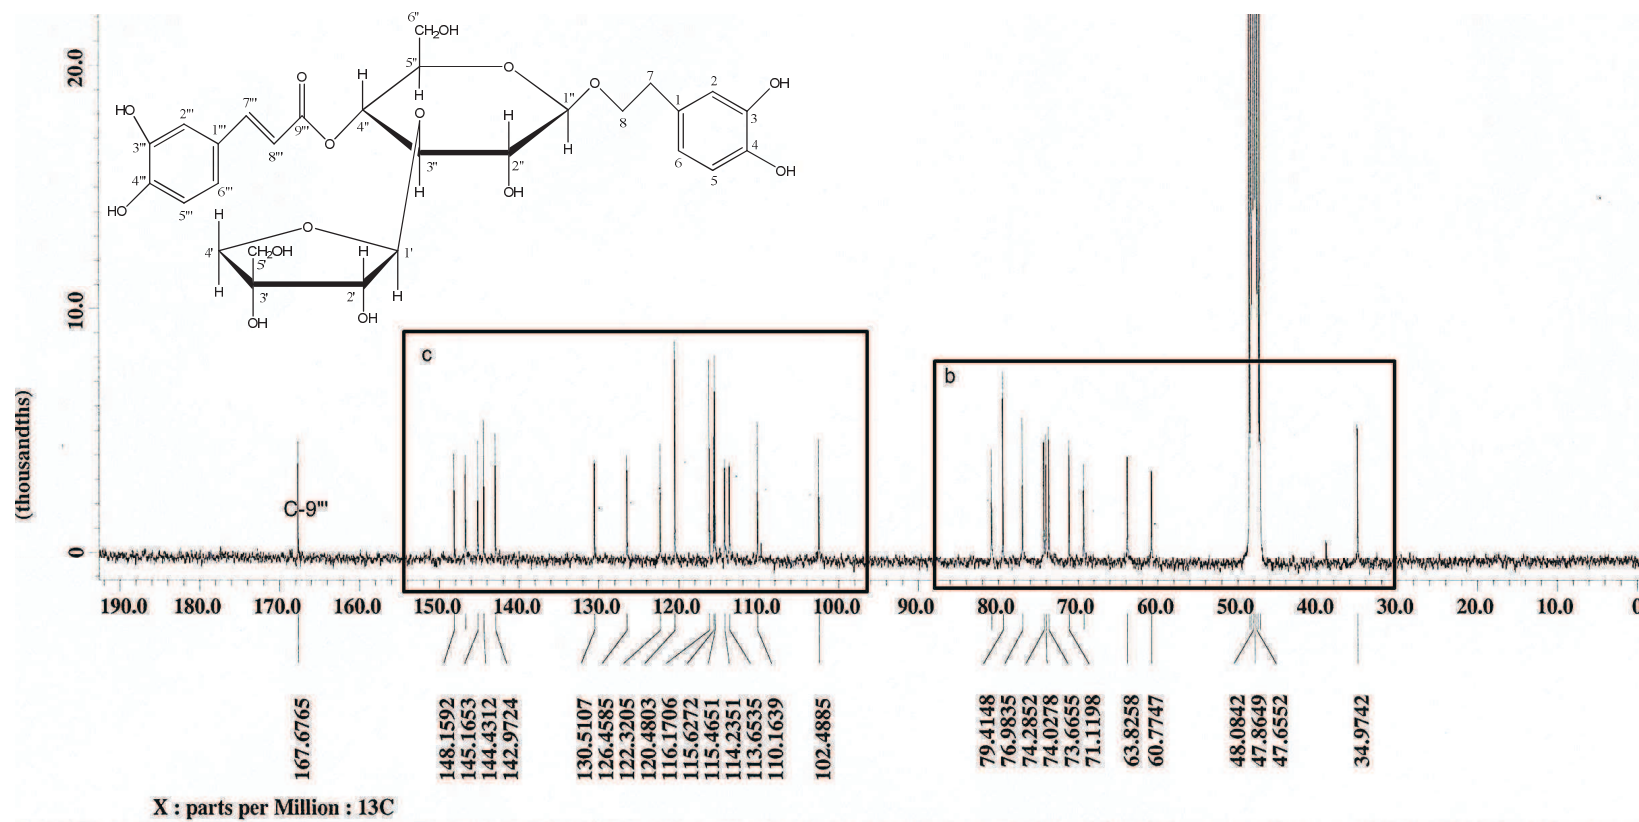 6"
CH₂OH
5"
O
H
H
O
7'''
O
7
2
OH
1"
1
HO
2'''
H
O
H
3
8
1'''
9'''
4"
O
8'''
3"
2"
H
4
3'''
6
OH
4'''
6'''
H
OH
5
HO
5'''
H
O
4'
CH₂OH
H
1'
5'
H
3'
2'
H
OH
OH
20.0
10.0
0
(thousandths)
c
b
C-9'''
190.0 180.0 170.0 160.0 150.0 140.0 130.0 120.0 110.0 100.0 90.0 80.0 70.0 60.0 50.0 40.0 30.0 20.0 10.0 0
167.6765
148.1592
145.1653
144.4312
142.9724
130.5107
126.4585
122.3205
120.4803
116.1706
115.6272
115.4651
114.2351
113.6535
110.1639
102.4885
79.4148
76.9835
74.2852
74.0278
73.6655
71.1198
63.8258
60.7747
48.0842
47.8649
47.6552
34.9742
X : parts per Million : 13C